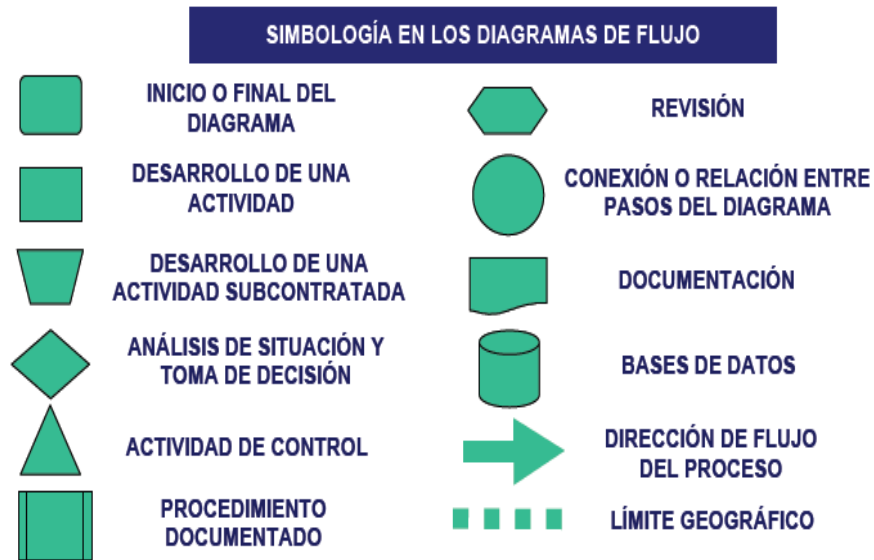 SIMBOLOGÍA EN LOS DIAGRAMAS DE FLUJO
INICIO O FINAL DEL
DIAGRAMA
DESARROLLO DE UNA
ACTIVIDAD
DESARROLLO DE UNA
ACTIVIDAD SUBCONTRATADA
ANÁLISIS DE SITUACIÓN Y
TOMA DE DECISIÓN
ACTIVIDAD DE CONTROL
PROCEDIMIENTO
DOCUMENTADO
REVISIÓN
CONEXIÓN O RELACIÓN ENTRE
PASOS DEL DIAGRAMA
DOCUMENTACIÓN
BASES DE DATOS
DIRECCIÓN DE FLUJO
DEL PROCESO
LÍMITE GEOGRÁFICO